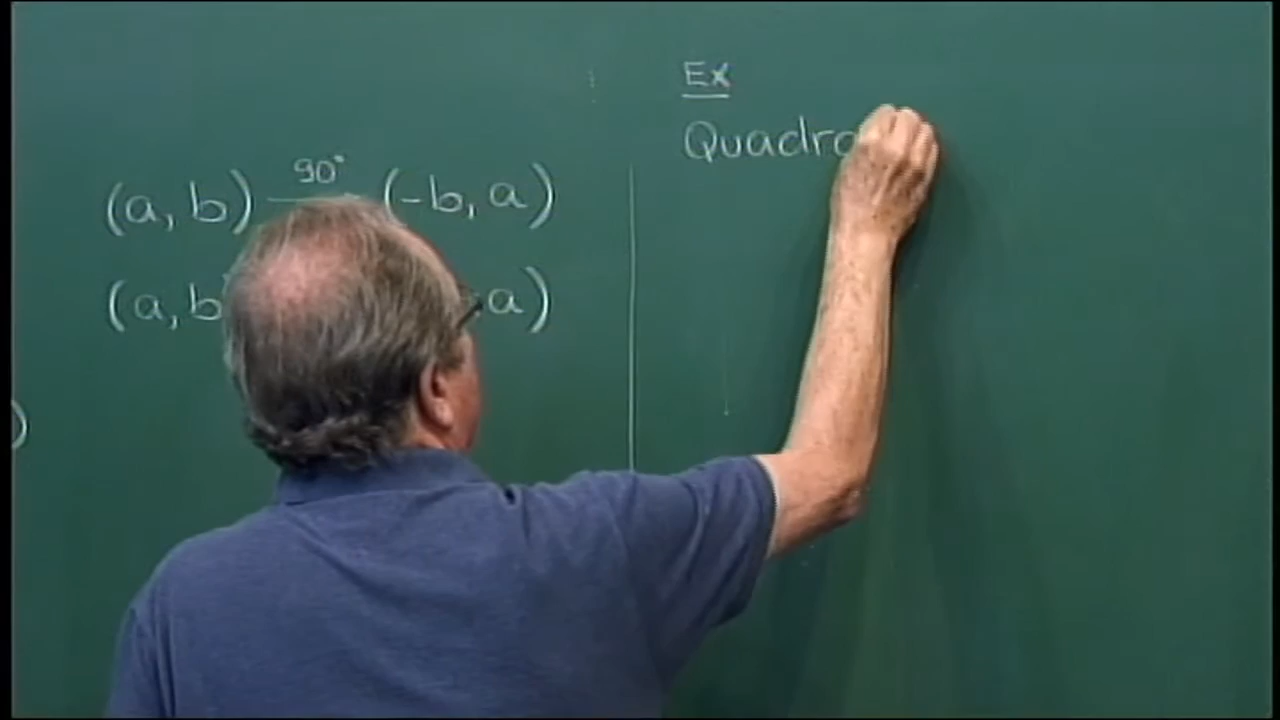 (a, b) 90° (-b, a)
(a, b a)
)
Ex
Quadra